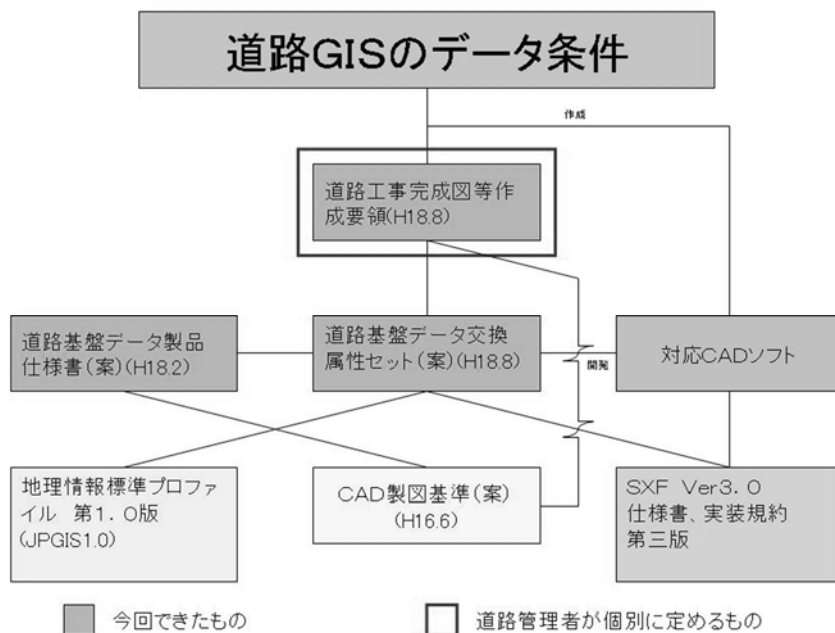 道路GISのデータ条件
作成
道路工事完成図等作
成要領(H18.8)
道路基盤データ製品
仕様書(案)(H18.2)
道路基盤データ交換
属性セット(案)(H18.8)
開発
対応CADソフト
地理情報標準プロファ
イル 第1.0版
(JPGIS1.0)
CAD製図基準(案)
(H16.6)
SXF Ver3.0
仕様書、実装規約
第三版
今回できたもの
道路管理者が個別に定めるもの